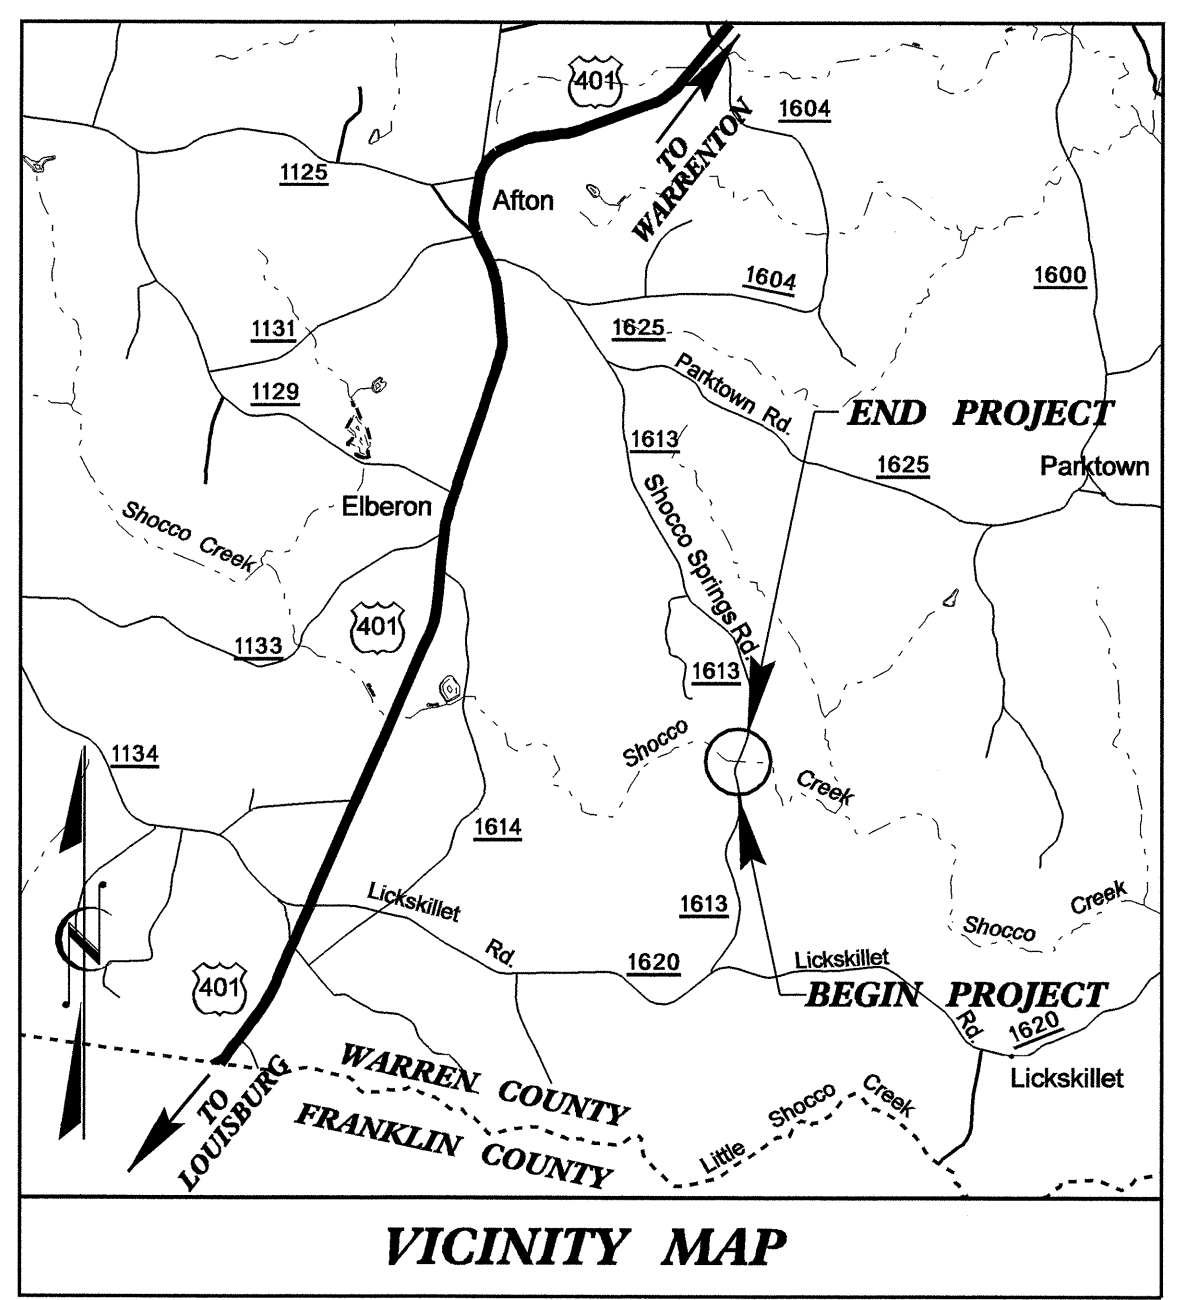 401
1604
TO
WARRENTON
1125
Afton
1604
1600
1131
1625
Parktown Rd.
1129
END PROJECT
1613
1625
Parktown
Shocco Springs Rd.
Elberon
Shocco Creek
401
1133
1613
Shocco
1134
Creek
1614
Lickskillet
1613
Creek
Shocco
Rd.
1620
Lickskillet
N
401
BEGIN PROJECT
Rd.
1620
WARREN COUNTY
Lickskillet
TO
LOUISBURG
FRANKLIN COUNTY
Little Shocco Creek
VICINITY MAP